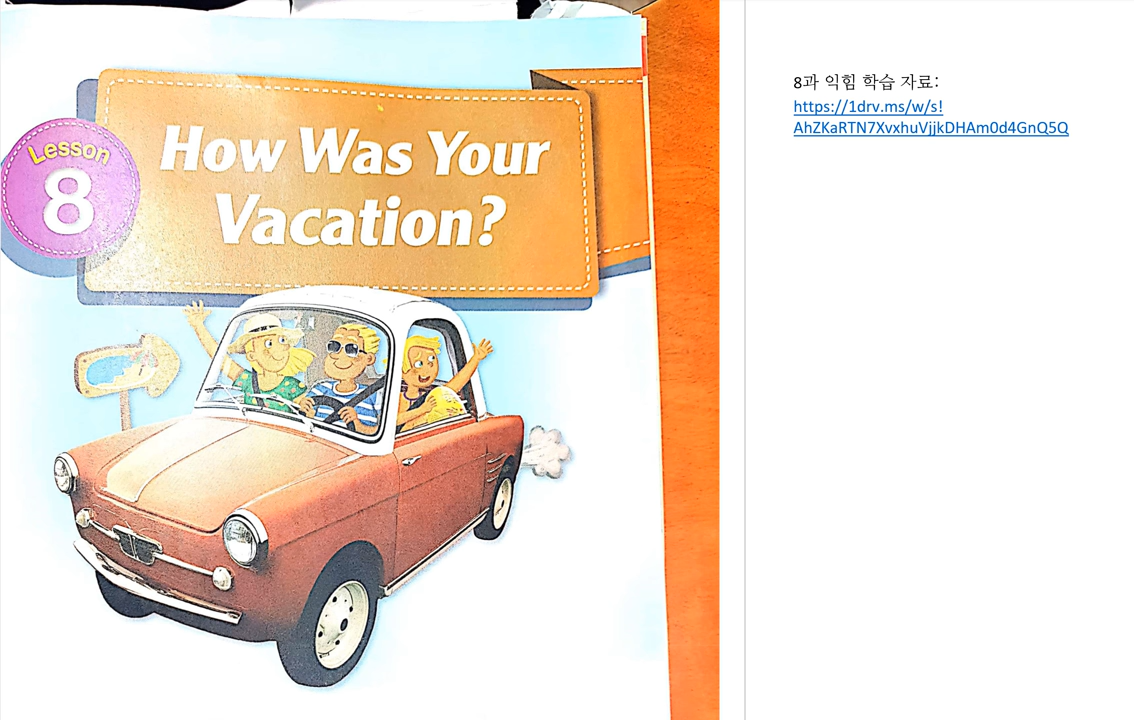 Lesson
8
How Was Your
Vacation?
8과 익힘 학습 자료:
https://1drv.ms/w/s!
AhZKaRTN7XvxhuVjjkDHAm0d4GnQ5Q